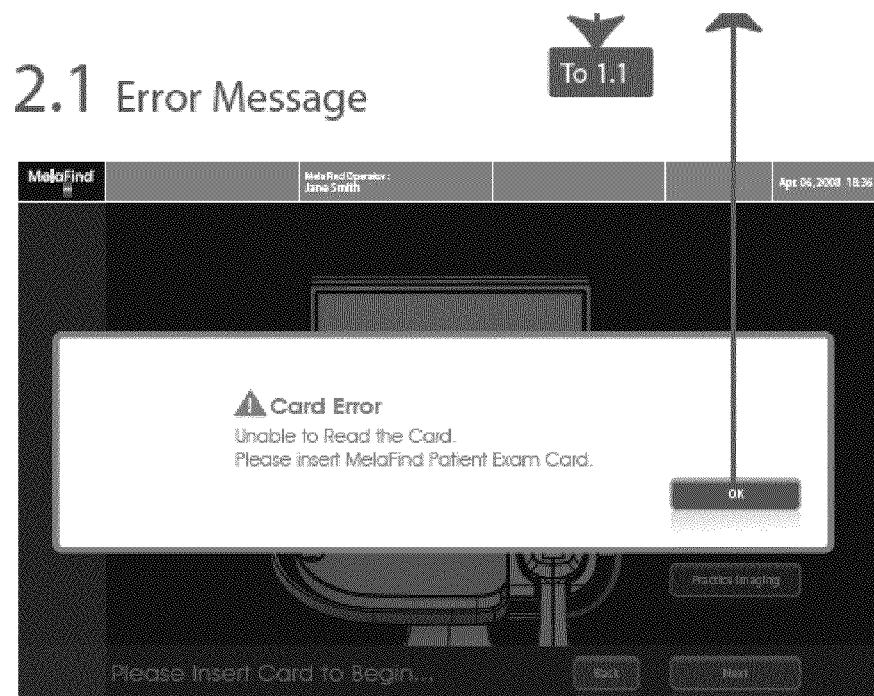 To 1.1
2.1 Error Message
MelaFind
MelaFind Operator :
Jane Smith
Apr. 06, 2008 18:36
Card Error
Unable to Read the Card.
Please insert MelaFind Patient Exam Card.
OK
Practice Imaging
Please Insert Card to Begin...
Back
Next